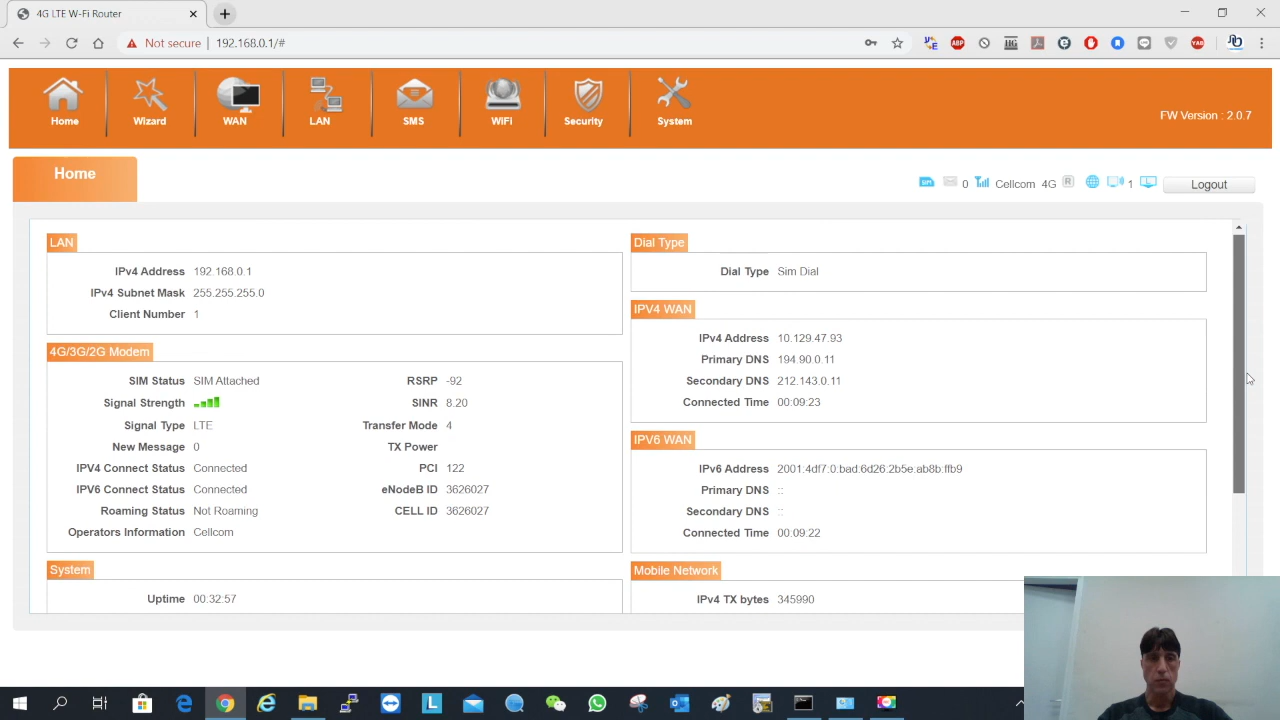 4G LTE W-Fi Router
Not secure
192.168.0.1/#
Home
Wizard
WAN
LAN
SMS
WiFi
Security
System
FW Version : 2.0.7
Home
0
Cellcom 4G
R
1
Logout
LAN
IPv4 Address 192.168.0.1
IPv4 Subnet Mask 255.255.255.0
Client Number 1
4G/3G/2G Modem
SIM Status SIM Attached
Signal Strength
Signal Type LTE
New Message 0
IPV4 Connect Status Connected
IPV6 Connect Status Connected
Roaming Status Not Roaming
Operators Information Cellcom
RSRP -92
SINR 8.20
Transfer Mode 4
TX Power
PCI 122
eNodeB ID 3626027
CELL ID 3626027
System
Uptime 00:32:57
Dial Type
Dial Type Sim Dial
IPV4 WAN
IPv4 Address 10.129.47.93
Primary DNS 194.90.0.11
Secondary DNS 212.143.0.11
Connected Time 00:09:23
IPV6 WAN
IPv6 Address 2001:4df7:0:bad:6d26:2b5e:ab8b:ffb9
Primary DNS ::
Secondary DNS ::
Connected Time 00:09:22
Mobile Network
IPv4 TX bytes 345990